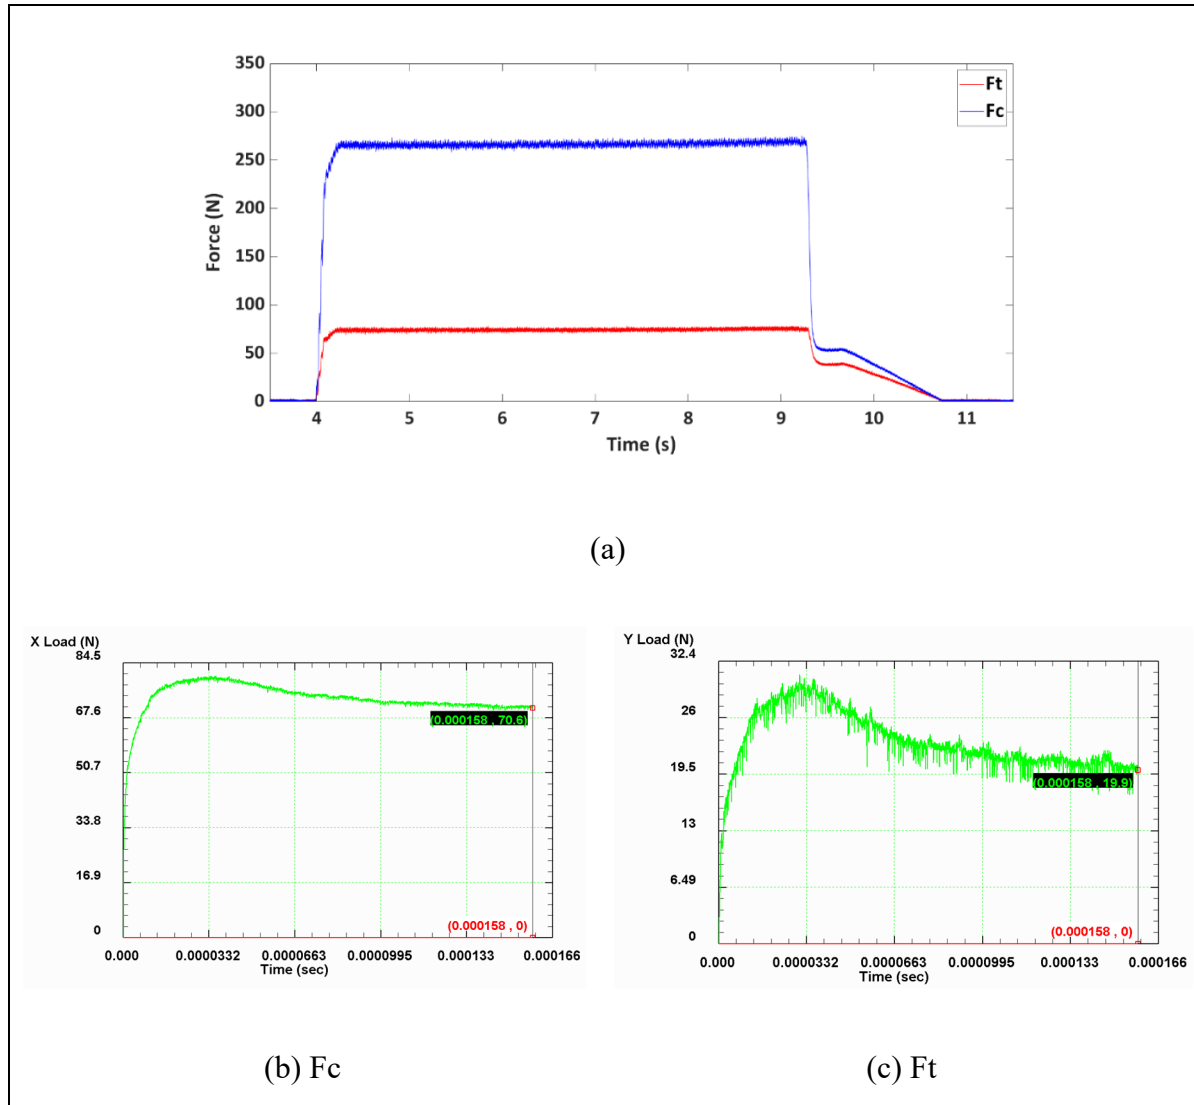 350
300
250
200
150
100
50
0
Force (N)
Ft
Fc
4 5 6 7 8 9 10 11
Time (s)
(a)
X Load (N)
84.5
67.6
50.7
33.8
16.9
0
(0.000158 , 70.6)
(0.000158 , 0)
0.000 0.0000332 0.0000663 0.0000995 0.000133 0.000166
Time (sec)
(b) Fc
Y Load (N)
32.4
26
19.5
13
6.49
0
(0.000158 , 19.9)
(0.000158 , 0)
0.000 0.0000332 0.0000663 0.0000995 0.000133 0.000166
Time (sec)
(c) Ft